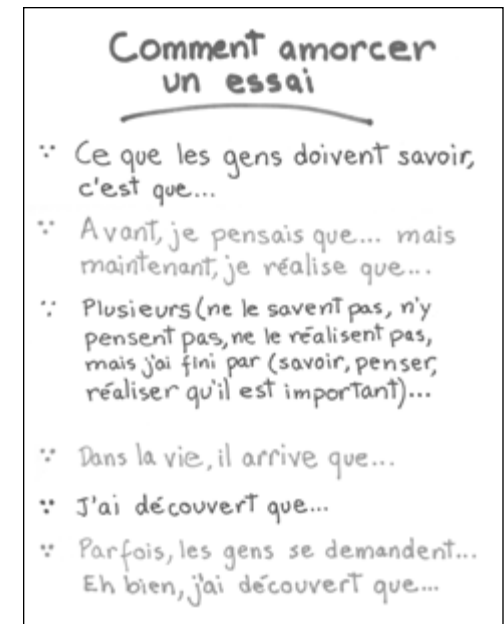 Comment amorcer
un essai
Ce que les gens doivent savoir,
c'est que...
Avant, je pensais que... mais
maintenant, je réalise que...
Plusieurs (ne le savent pas, n'y
pensent pas, ne le réalisent pas,
mais j'ai fini par (savoir, penser,
réaliser qu'il est important)...
Dans la vie, il arrive que...
J'ai découvert que...
Parfois, les gens se demandent...
Eh bien, j'ai découvert que...